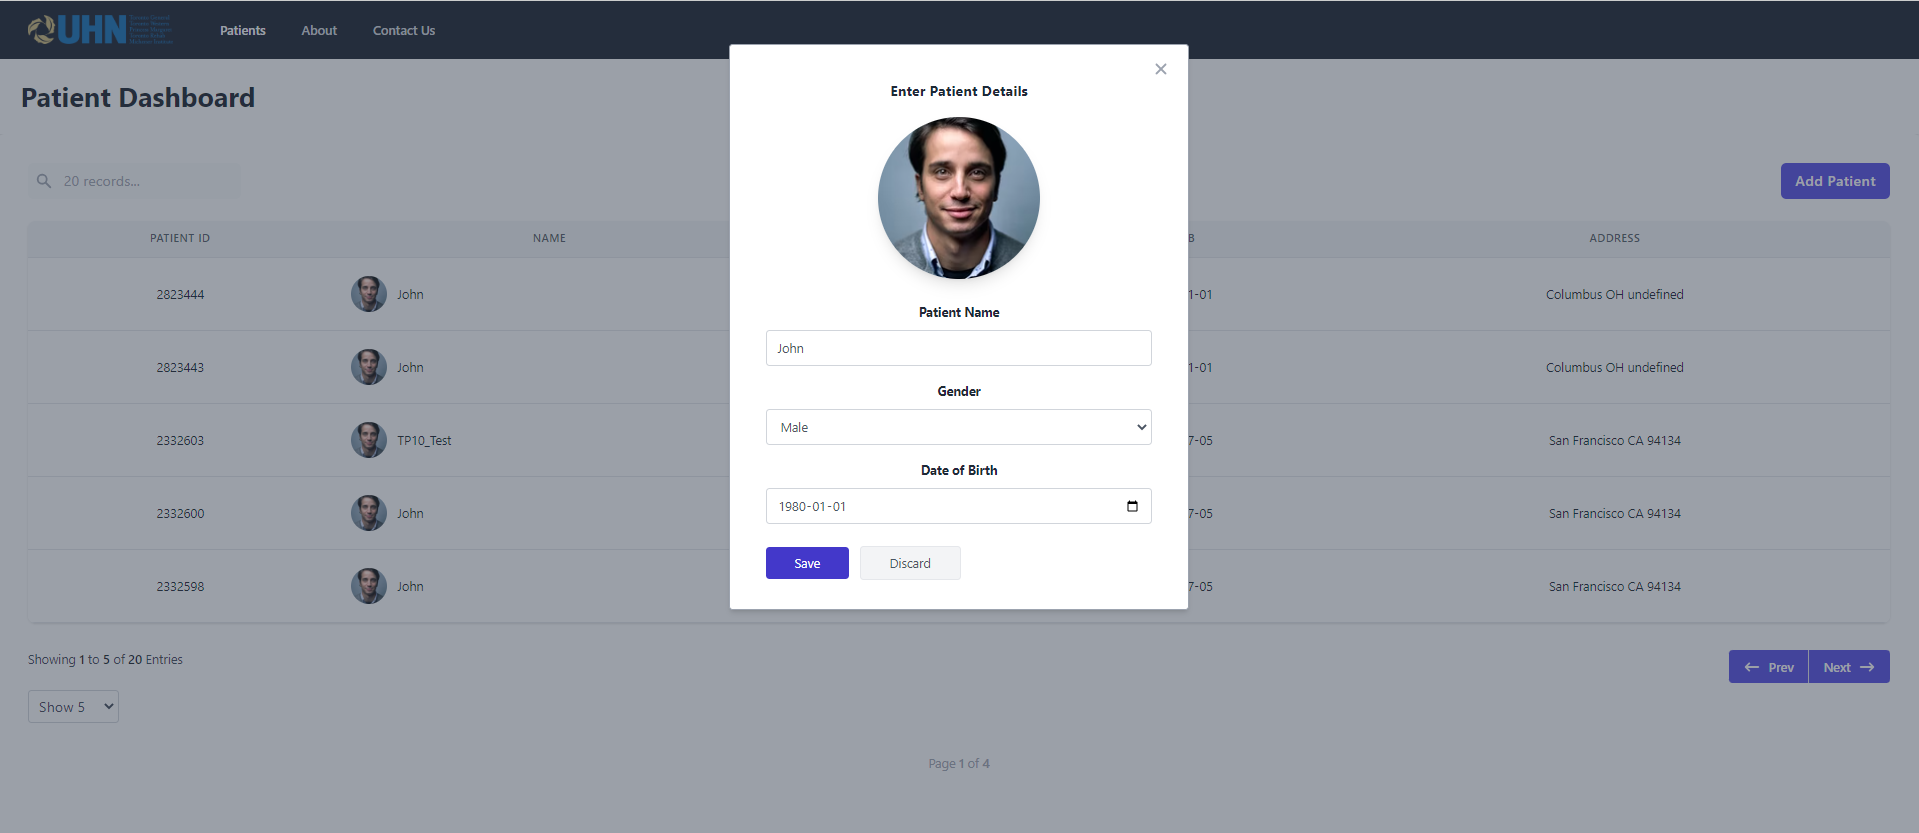 UHN
Patients About Contact Us
Patient Dashboard
Enter Patient Details
20 records...
Add Patient
PATIENT ID NAME B ADDRESS
2823444 John 1-01 Columbus OH undefined
Patient Name
John
2823443 John 1-01 Columbus OH undefined
Gender
Male
2332603 TP10_Test 7-05 San Francisco CA 94134
Date of Birth
1980-01-01
2332600 John 7-05 San Francisco CA 94134
Save Discard
2332598 John 7-05 San Francisco CA 94134
Showing 1 to 5 of 20 Entries
Prev Next
Show 5
Page 1 of 4